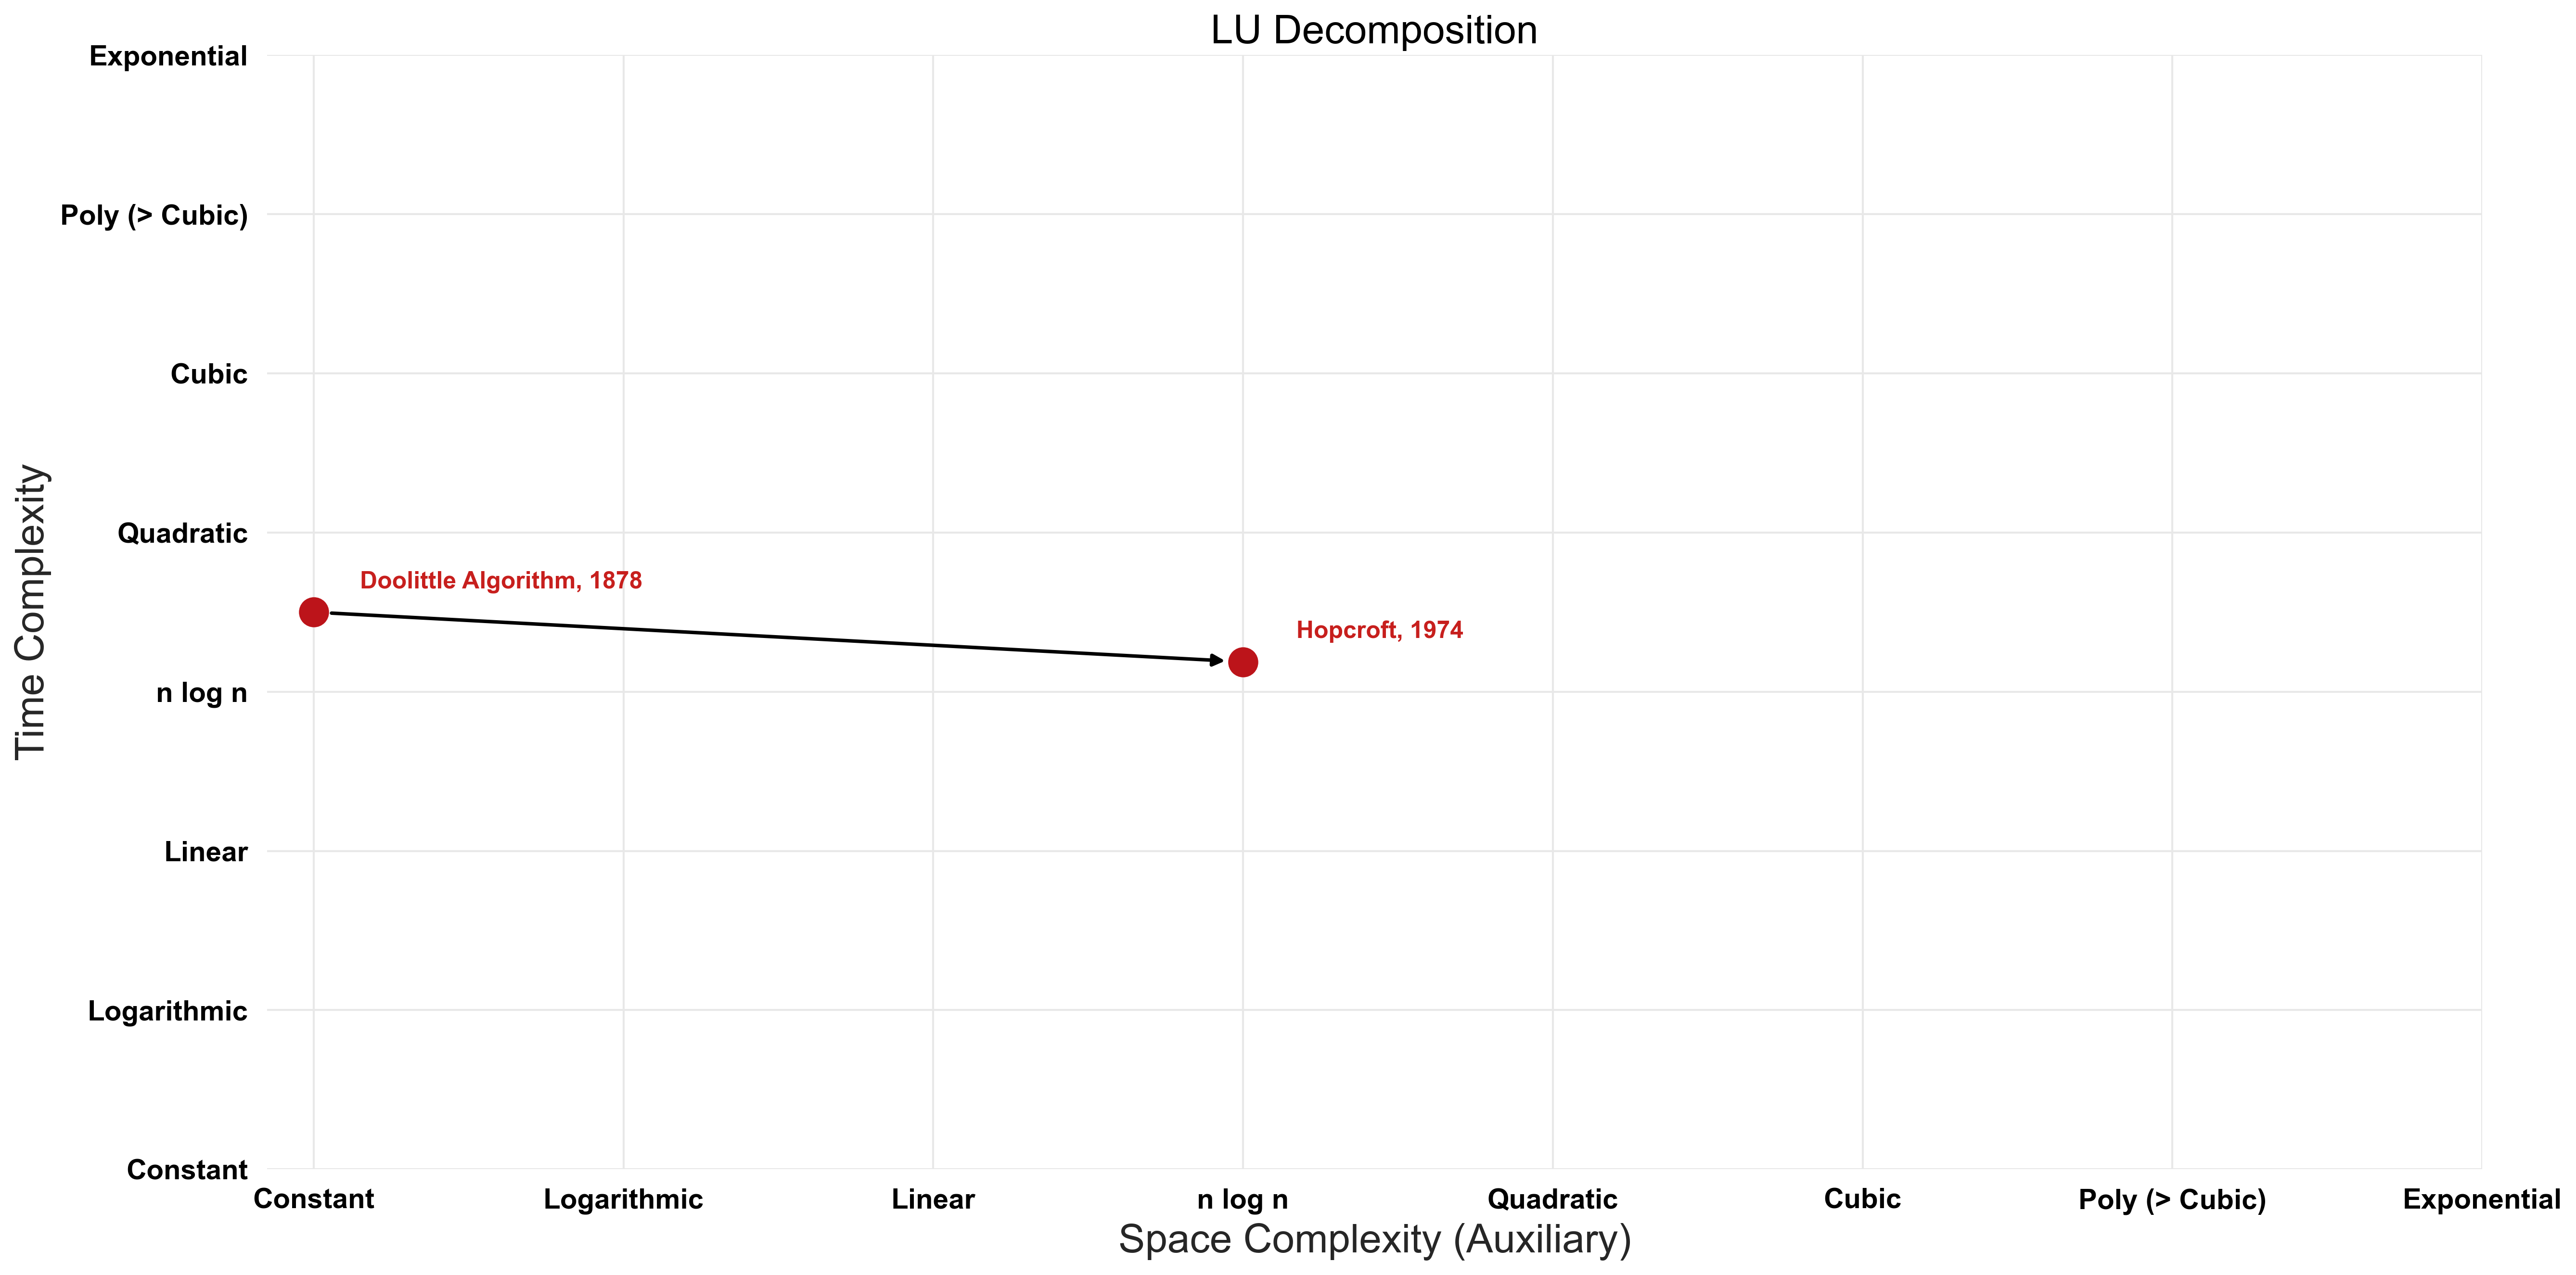 LU Decomposition
Exponential
Poly (> Cubic)
Cubic
Quadratic
n log n
Linear
Logarithmic
Constant
Time Complexity
Doolittle Algorithm, 1878
Hopcroft, 1974
Constant
Logarithmic
Linear
n log n
Quadratic
Cubic
Poly (> Cubic)
Exponential
Space Complexity (Auxiliary)